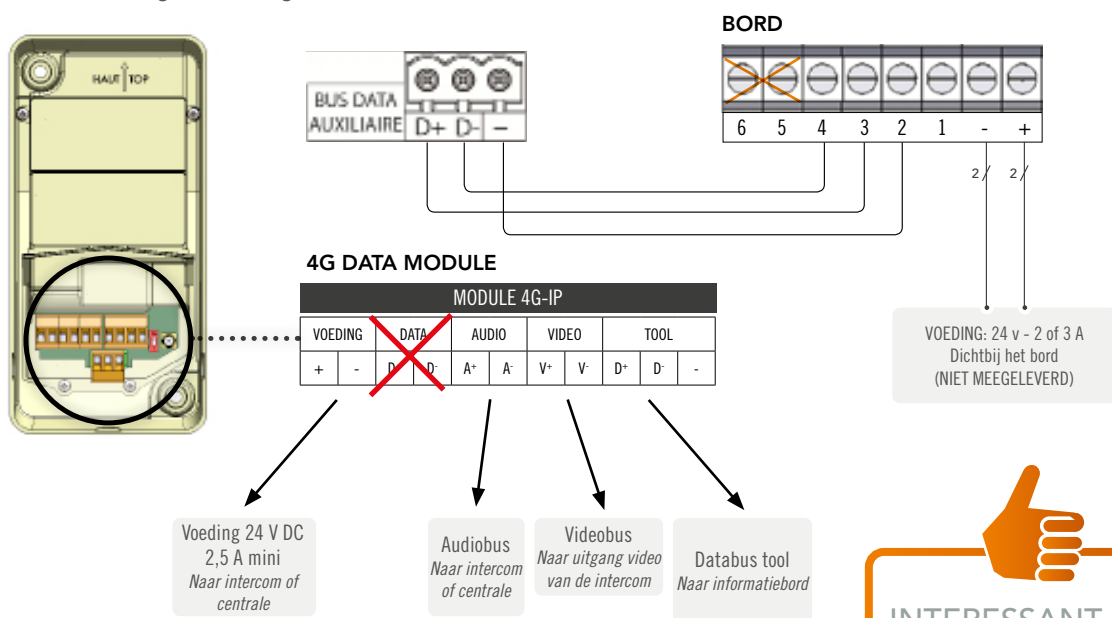 BORD
HAUT TOP
BUS DATA
AUXILIAIRE D+ D- -
6 5 4 3 2 1 - +
2 2
4G DATA MODULE
MODULE 4G-IP
VOEDING DATA AUDIO VIDEO TOOL
+ - D+ D- A+ A- V+ V- D+ D- -
VOEDING: 24 v - 2 of 3 A
Dichtbij het bord
(NIET MEEGELEVERD)
Voeding 24 V DC
2,5 A mini
Naar intercom of
centrale
Audiobus
Naar intercom
of centrale
Videobus
Naar uitgang video
van de intercom
Databus tool
Naar informatiebord
INTERESSANT